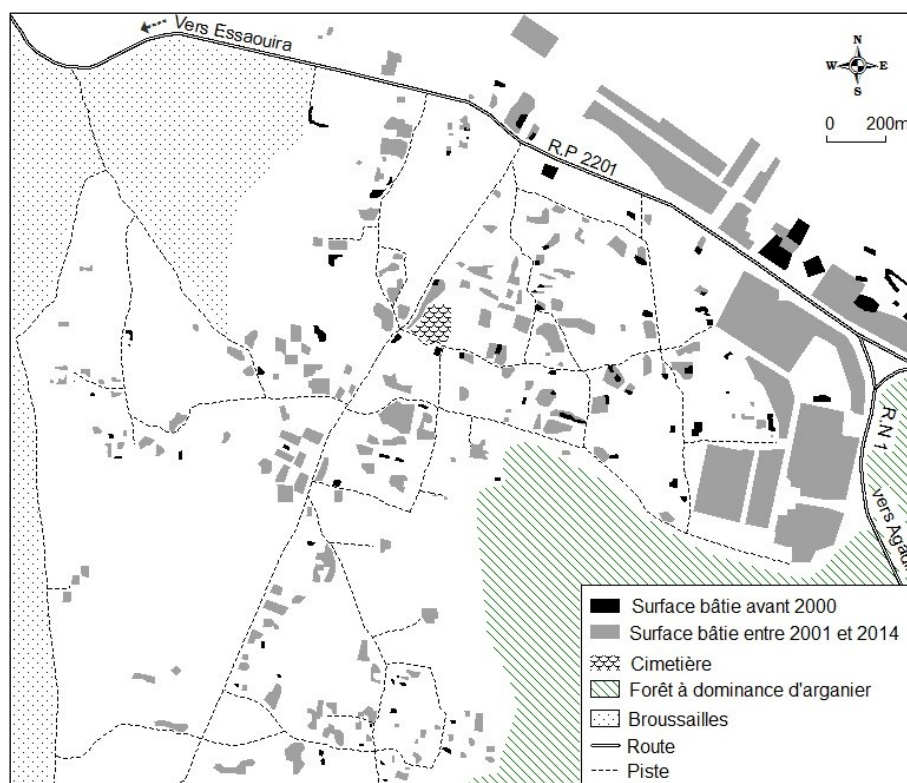 Vers Essaouira
N
W E
S
0 200m
R.P 2201
R.N 1
vers Agadir
Surface bâtie avant 2000
Surface bâtie entre 2001 et 2014
Cimetière
Forêt à dominance d'arganier
Broussailles
Route
Piste